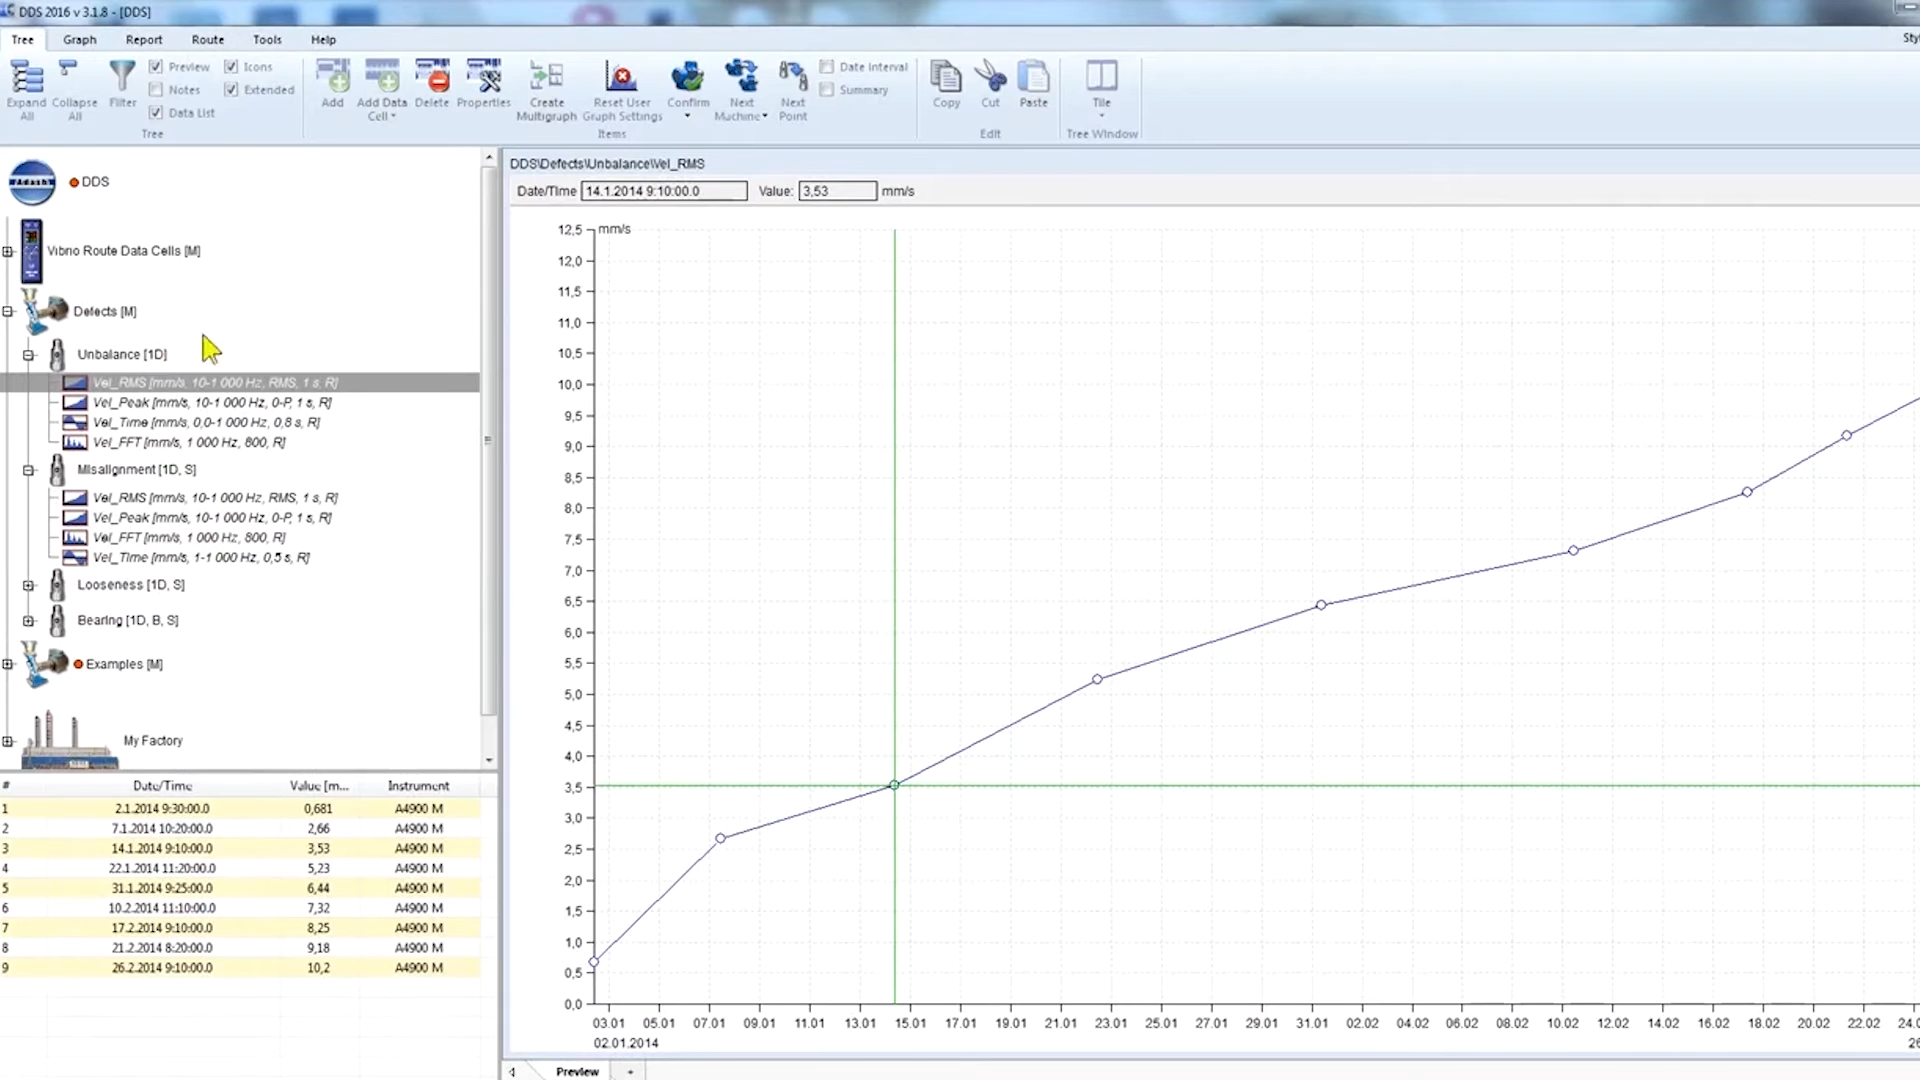 DDS 2016 v 3.1.8 - [DDS]
Tree Graph Report Route Tools Help
Expand All
Collapse All
Filter
Preview
Icons
Notes
Extended
Data List
Tree
Add
Add Data Cell
Delete
Properties
Create Multigraph
Reset User Graph Settings
Confirm
Next Machine
Next Point
Date Interval
Summary
Items
Copy
Cut
Paste
Edit
Tile
Tree Window
Adash
DDS
Vibrio Route Data Cells [M]
Defects [M]
Unbalance [1D]
Vel_RMS [mm/s, 10-1 000 Hz, RMS, 1 s, R]
Vel_Peak [mm/s, 10-1 000 Hz, 0-P, 1 s, R]
Vel_Time [mm/s, 0,0-1 000 Hz, 0,8 s, R]
Vel_FFT [mm/s, 1 000 Hz, 800, R]
Misalignment [1D, S]
Vel_RMS [mm/s, 10-1 000 Hz, RMS, 1 s, R]
Vel_Peak [mm/s, 10-1 000 Hz, 0-P, 1 s, R]
Vel_FFT [mm/s, 1 000 Hz, 800, R]
Vel_Time [mm/s, 1-1 000 Hz, 0,5 s, R]
Looseness [1D, S]
Bearing [1D, B, S]
Examples [M]
My Factory
# Date/Time Value [m... Instrument
1 2.1.2014 9:30:00.0 0,681 A4900 M
2 7.1.2014 10:20:00.0 2,66 A4900 M
3 14.1.2014 9:10:00.0 3,53 A4900 M
4 22.1.2014 11:20:00.0 5,23 A4900 M
5 31.1.2014 9:25:00.0 6,44 A4900 M
6 10.2.2014 11:10:00.0 7,32 A4900 M
7 17.2.2014 9:10:00.0 8,25 A4900 M
8 21.2.2014 8:20:00.0 9,18 A4900 M
9 26.2.2014 9:10:00.0 10,2 A4900 M
DDS\Defects\Unbalance\Vel_RMS
Date/Time 14.1.2014 9:10:00.0 Value: 3,53 mm/s
mm/s
12,5
12,0
11,5
11,0
10,5
10,0
9,5
9,0
8,5
8,0
7,5
7,0
6,5
6,0
5,5
5,0
4,5
4,0
3,5
3,0
2,5
2,0
1,5
1,0
0,5
0,0
03.01 05.01 07.01 09.01 11.01 13.01 15.01 17.01 19.01 21.01 23.01 25.01 27.01 29.01 31.01 02.02 04.02 06.02 08.02 10.02 12.02 14.02 16.02 18.02 20.02 22.02 24.0
02.01.2014 26
Preview +